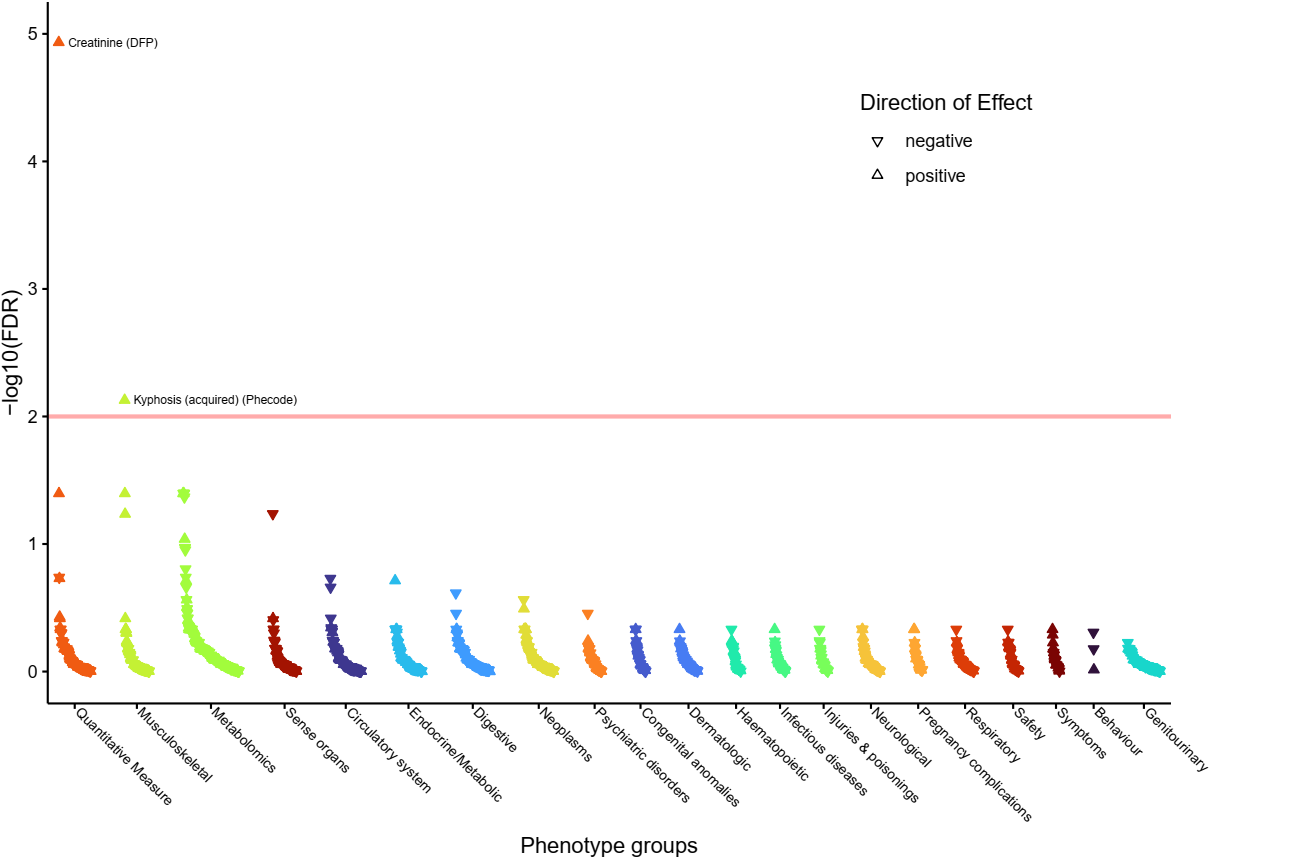 5
Creatinine (DFP)
Direction of Effect
negative
4
positive
3
−log10(FDR)
Kyphosis (acquired) (Phecode)
2
1
0
Quantitative Measure
Musculoskeletal
Metabolomics
Sense organs
Circulatory system
Endocrine/Metabolic
Digestive
Neoplasms
Psychiatric disorders
Congenital anomalies
Dermatologic
Haematopoietic
Infectious diseases
Injuries & poisonings
Neurological
Pregnancy complications
Respiratory
Safety
Symptoms
Behaviour
Genitourinary
Phenotype groups